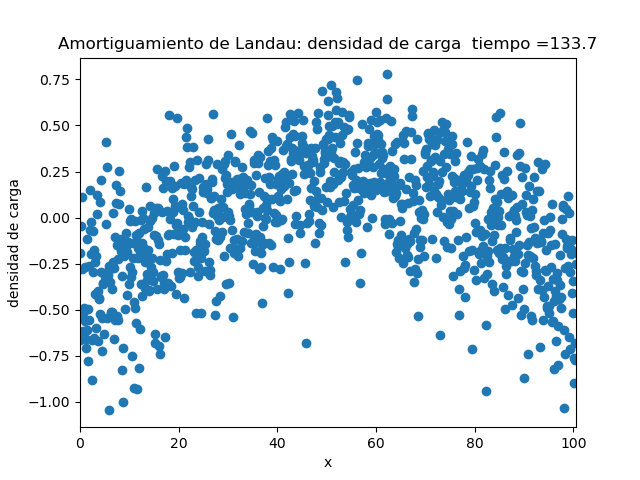 Amortiguamiento de Landau: densidad de carga  tiempo =133.7
densidad de carga
0.75
0.50
0.25
0.00
−0.25
−0.50
−0.75
−1.00
0 20 40 60 80 100
x